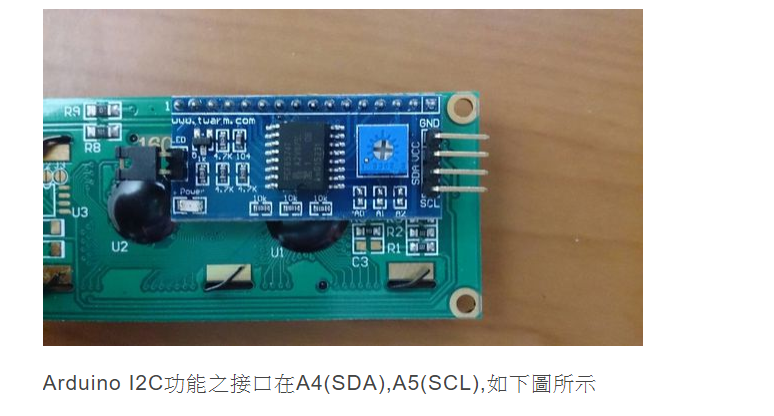 1
R9
www.twarm.com
GND
R8
160
LED
1k
4.7K
104
SDA VCC
Power
4.7K
4.7K
10k
10k
10k
A0
A1
A2
SCL
U3
U2
U1
R2
R1
C3
Arduino I2C功能之接口在A4(SDA),A5(SCL),如下圖所示